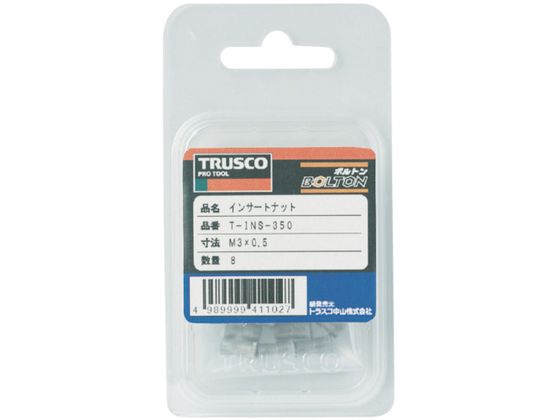 TRUSCO
PRO TOOL
ボルトン
BOLTON
品名 インサートナット
品番 T-INS-350
寸法 M3×0.5
数量 8
4 989999 411027
総発売元
トラスコ中山株式会社
TRUSCO